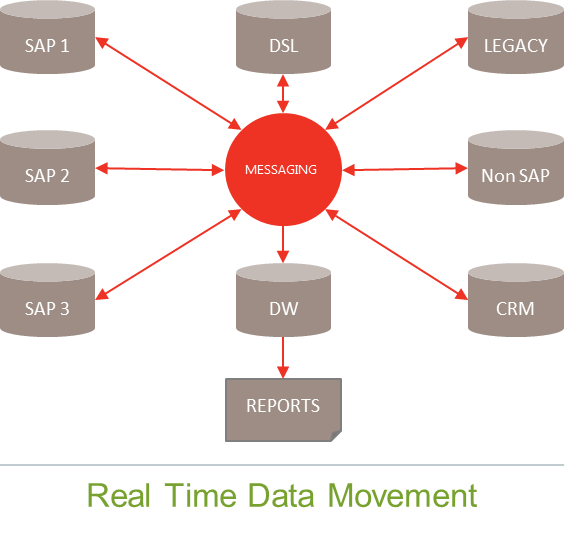 SAP 1
DSL
LEGACY
MESSAGING
SAP 2
Non SAP
SAP 3
DW
CRM
REPORTS
Real Time Data Movement